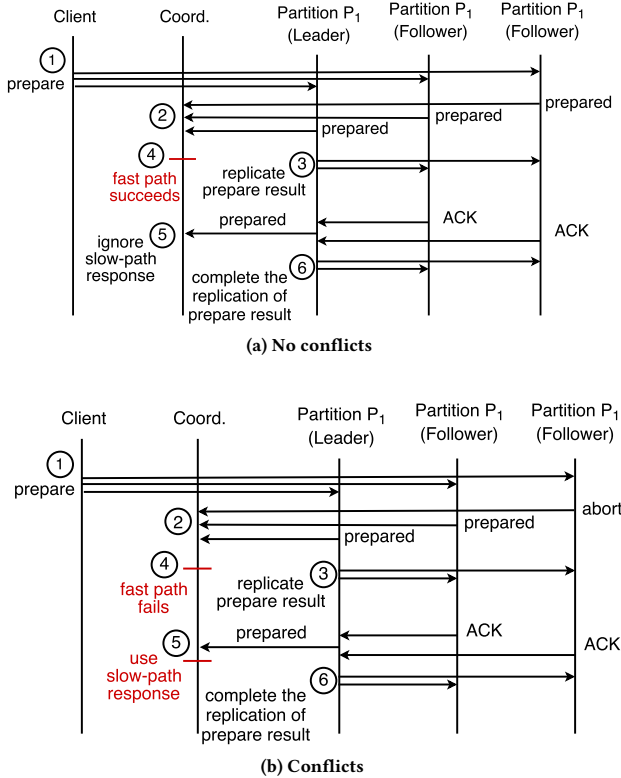 Client
Coord.
Partition P1
(Leader)
Partition P1
(Follower)
Partition P1
(Follower)
1
prepare
prepared
2
prepared
prepared
4
fast path
succeeds
3
replicate
prepare result
prepared
ACK
ACK
5
ignore
slow-path
response
6
complete the
replication of
prepare result
(a) No conflicts
Client
Coord.
Partition P1
(Leader)
Partition P1
(Follower)
Partition P1
(Follower)
1
prepare
abort
2
prepared
prepared
4
fast path
fails
3
replicate
prepare result
prepared
ACK
ACK
5
use
slow-path
response
6
complete the
replication of
prepare result
(b) Conflicts